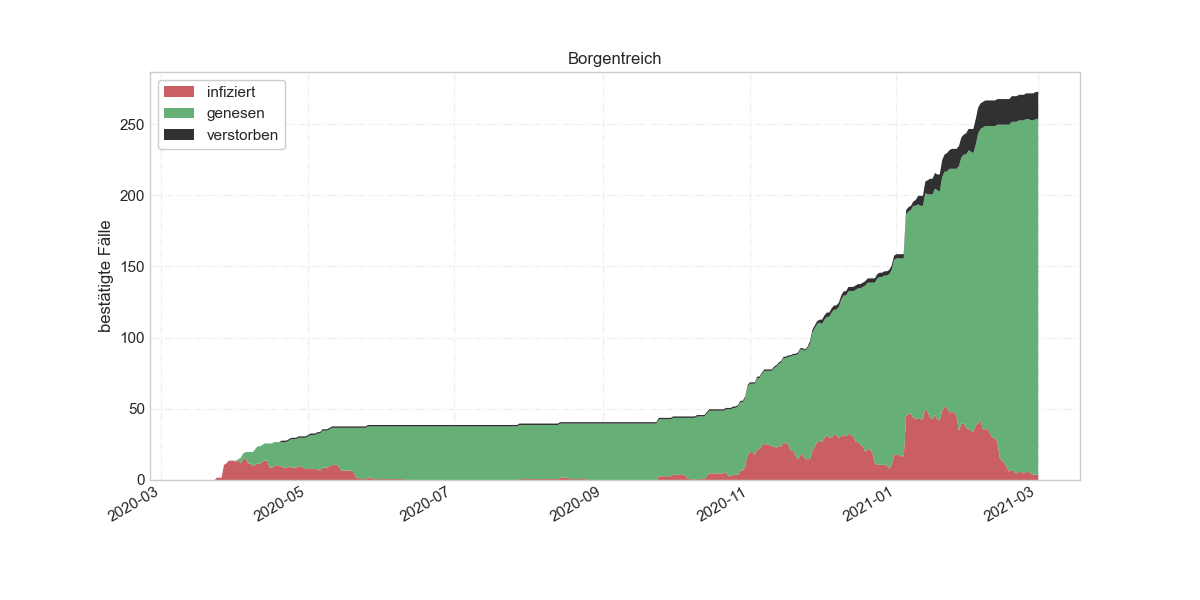 Borgentreich
infiziert
genesen
verstorben
bestätigte Fälle
250
200
150
100
50
0
2020-03
2020-05
2020-07
2020-09
2020-11
2021-01
2021-03